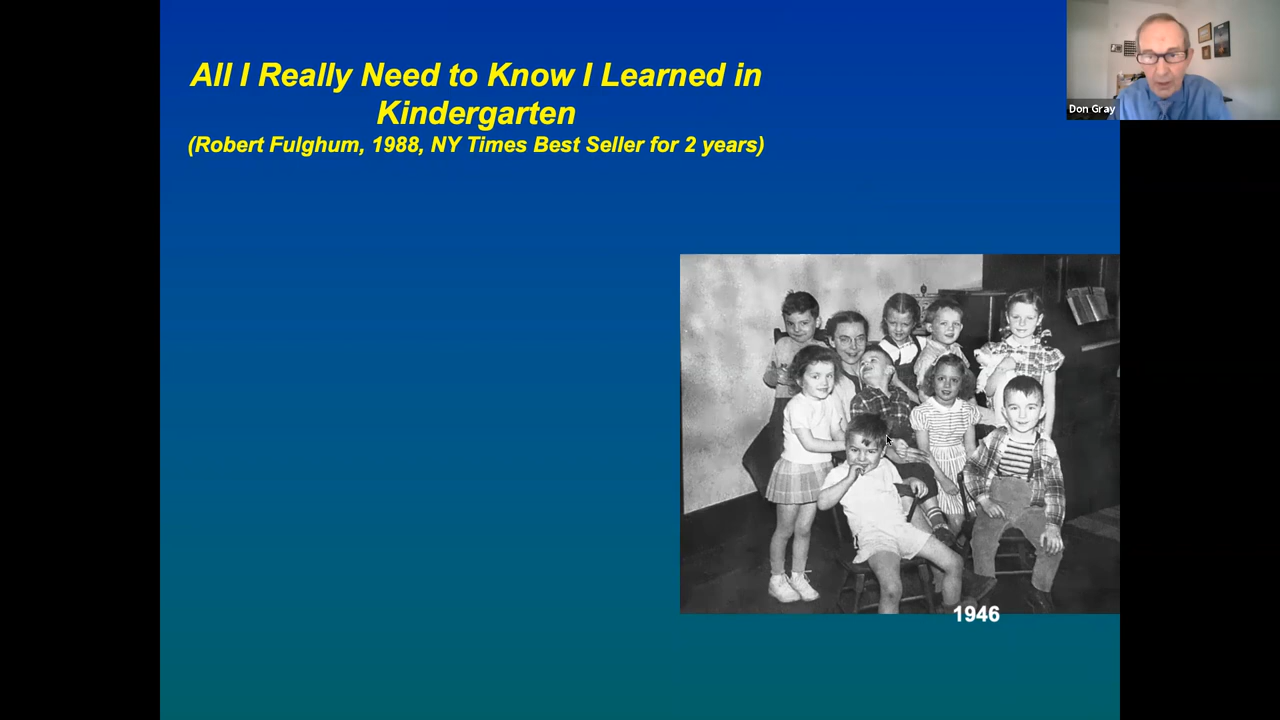 All I Really Need to Know I Learned in
Kindergarten
(Robert Fulghum, 1988, NY Times Best Seller for 2 years)
Don Gray
1946